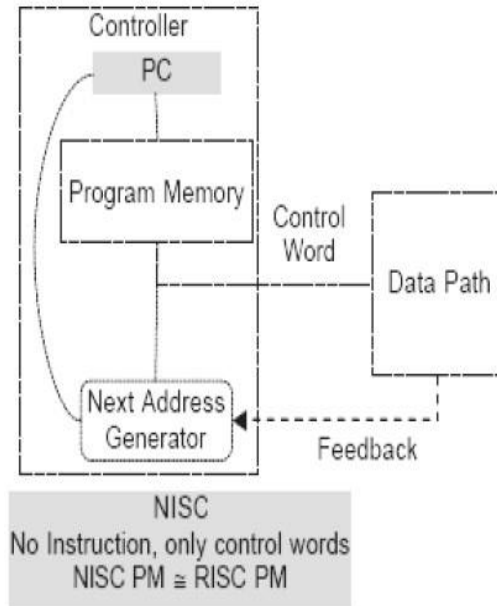 Controller
PC
Program Memory
Control
Word
Data Path
Next Address
Generator
Feedback
NISC
No Instruction, only control words
NISC PM ≅ RISC PM